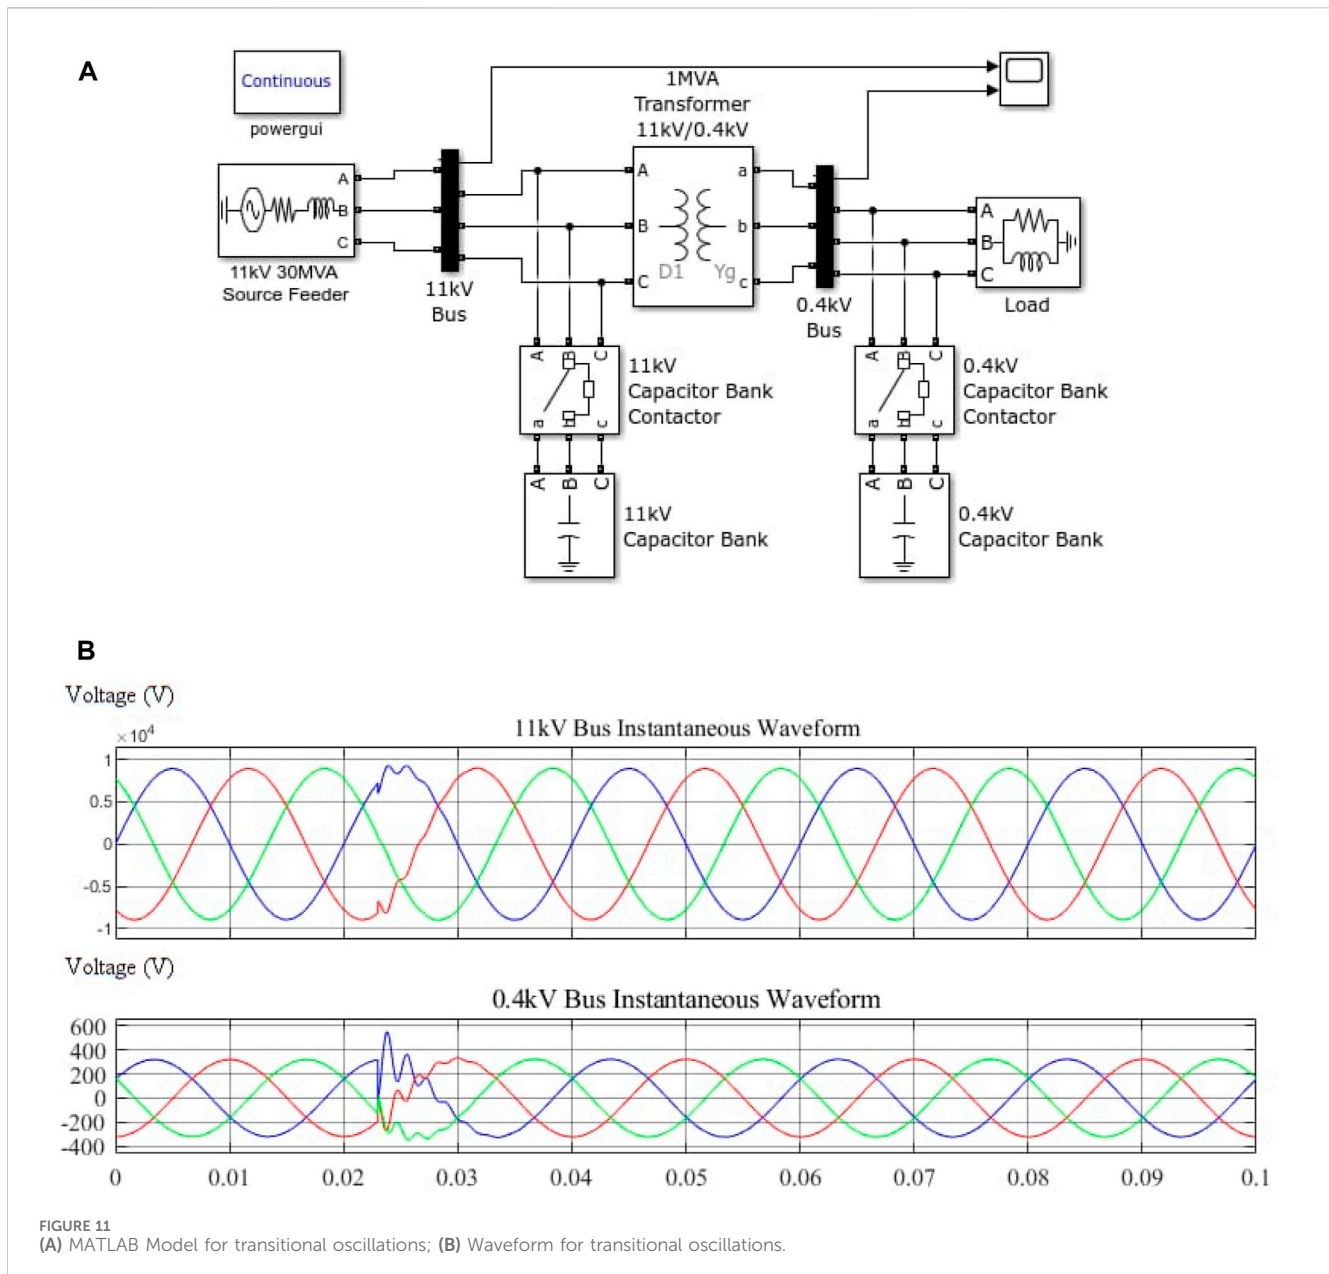 A
Continuous
powergui
1MVA
Transformer
11kV/0.4kV
A
B
C
11kV 30MVA
Source Feeder
11kV
Bus
A
B
C
D1
Yg
a
b
c
0.4kV
Bus
A
B
C
Load
A
B
C
a
b
c
11kV
Capacitor Bank
Contactor
A
B
C
a
b
c
0.4kV
Capacitor Bank
Contactor
A
B
C
11kV
Capacitor Bank
A
B
C
0.4kV
Capacitor Bank
B
Voltage (V)
11kV Bus Instantaneous Waveform
×10⁴
1
0.5
0
-0.5
-1
Voltage (V)
0.4kV Bus Instantaneous Waveform
600
400
200
0
-200
-400
0 0.01 0.02 0.03 0.04 0.05 0.06 0.07 0.08 0.09 0.1
FIGURE 11
(A) MATLAB Model for transitional oscillations; (B) Waveform for transitional oscillations.